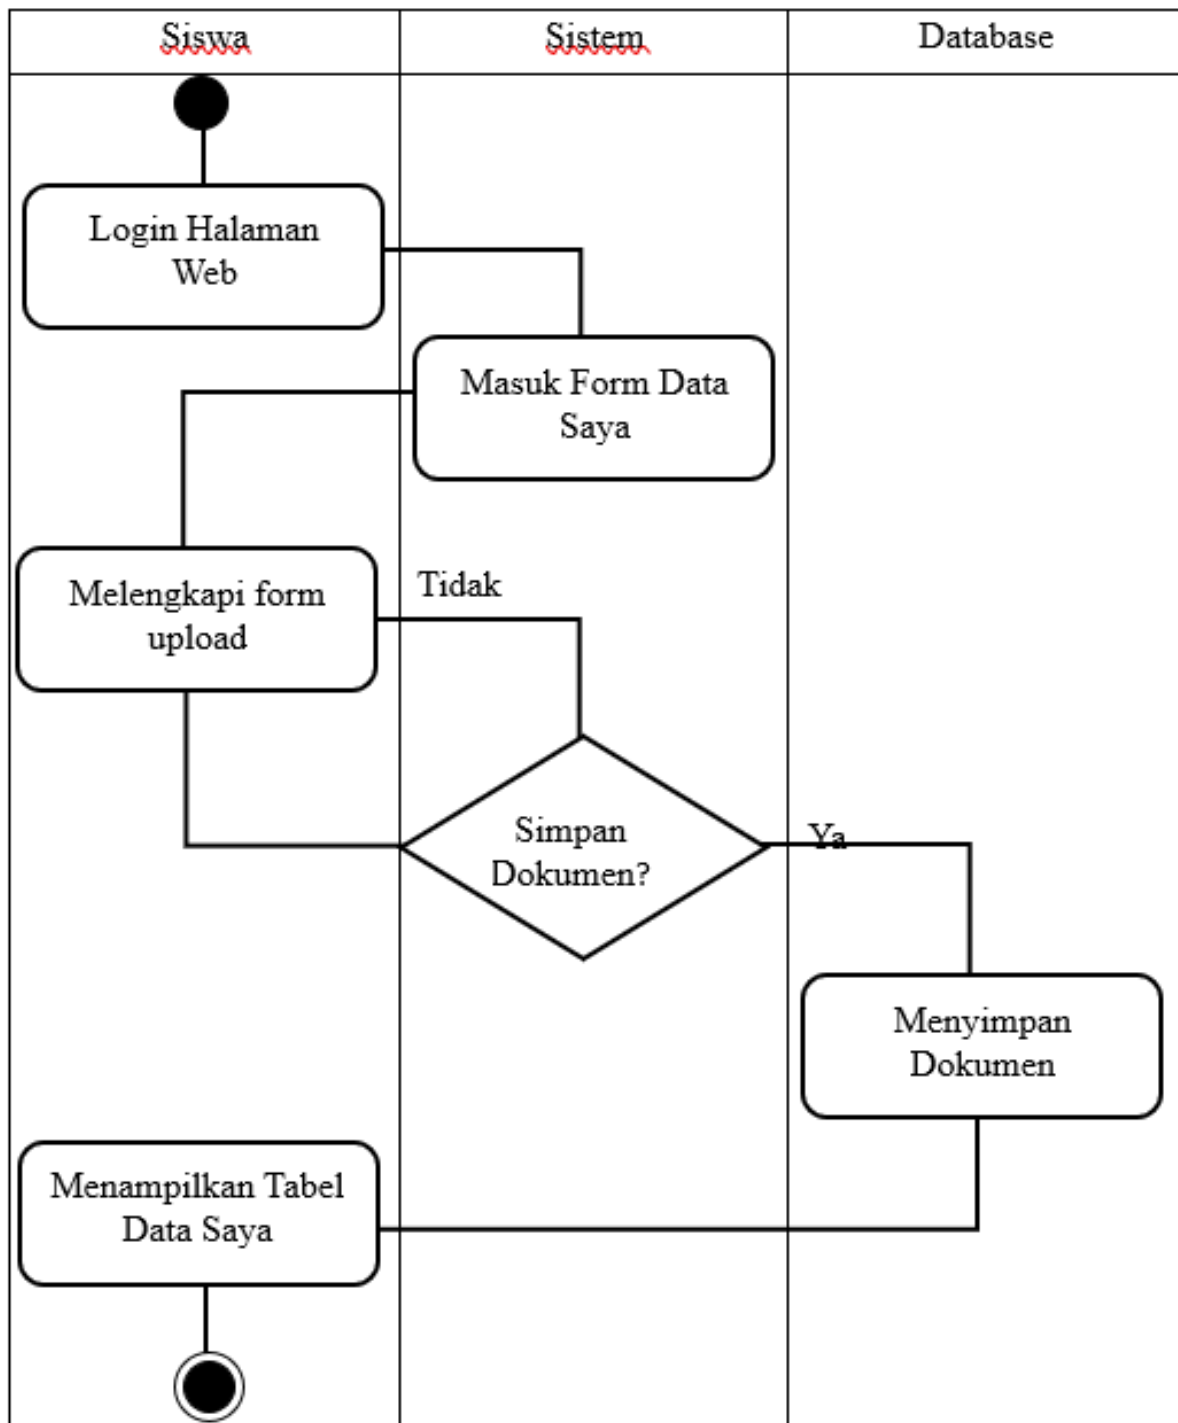 Siswa
Sistem
Database
Login Halaman
Web
Masuk Form Data
Saya
Melengkapi form
upload
Tidak
Simpan
Dokumen?
Ya
Menyimpan
Dokumen
Menampilkan Tabel
Data Saya